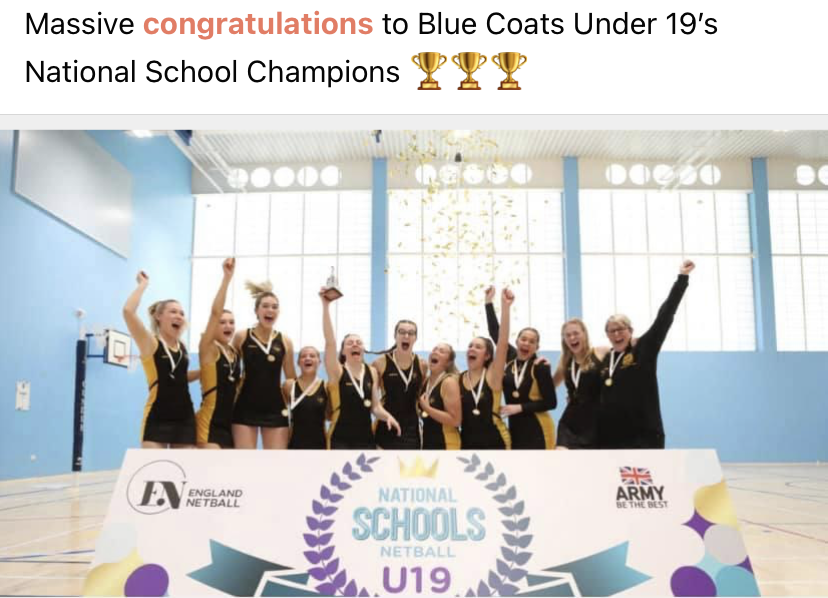 Massive congratulations to Blue Coats Under 19’s
National School Champions 🏆🏆🏆
EN ENGLAND
NETBALL
NATIONAL
SCHOOLS
NETBALL
U19
ARMY
BE THE BEST